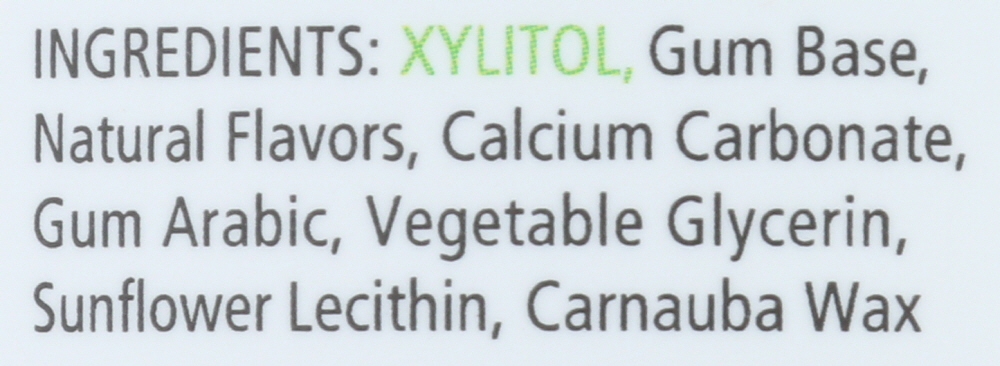 INGREDIENTS: XYLITOL, Gum Base,
Natural Flavors, Calcium Carbonate,
Gum Arabic, Vegetable Glycerin,
Sunflower Lecithin, Carnauba Wax